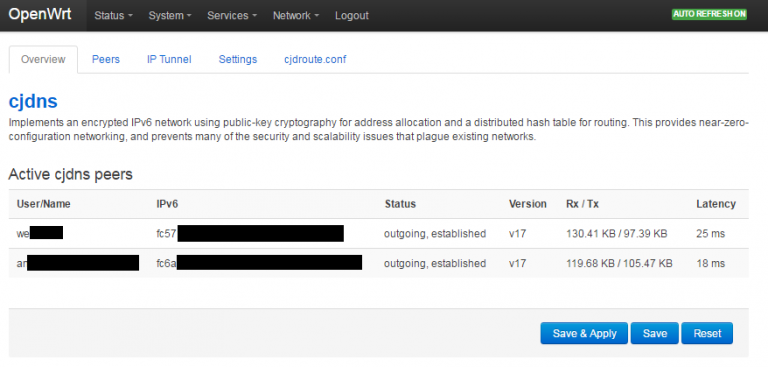 OpenWrt Status System Services Network Logout AUTO REFRESH ON
Overview Peers IP Tunnel Settings cjdroute.conf
cjdns
Implements an encrypted IPv6 network using public-key cryptography for address allocation and a distributed hash table for routing. This provides near-zero-
configuration networking, and prevents many of the security and scalability issues that plague existing networks.
Active cjdns peers
User/Name IPv6 Status Version Rx / Tx Latency
we fc57 outgoing, established v17 130.41 KB / 97.39 KB 25 ms
ar fc6a outgoing, established v17 119.68 KB / 105.47 KB 18 ms
Save & Apply Save Reset